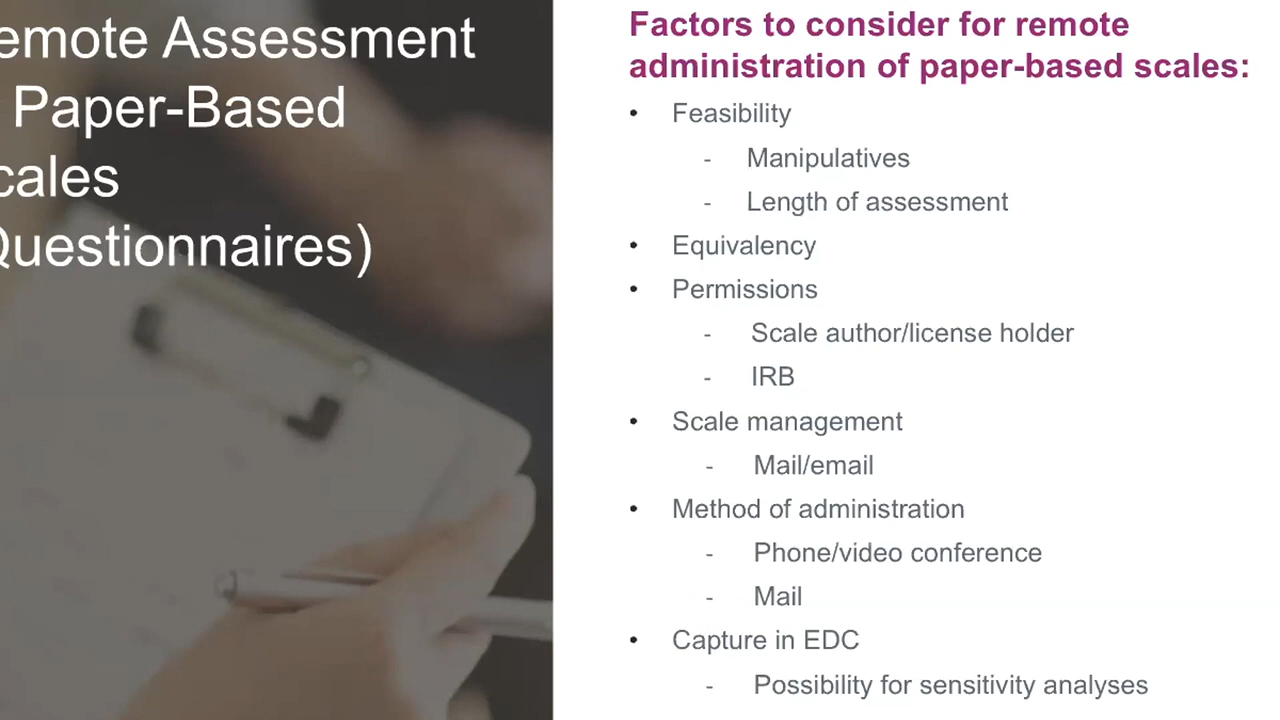 emote Assessment
Paper-Based
cales
Questionnaires)
Factors to consider for remote
administration of paper-based scales:
• Feasibility
- Manipulatives
- Length of assessment
• Equivalency
• Permissions
- Scale author/license holder
- IRB
• Scale management
- Mail/email
• Method of administration
- Phone/video conference
- Mail
• Capture in EDC
- Possibility for sensitivity analyses